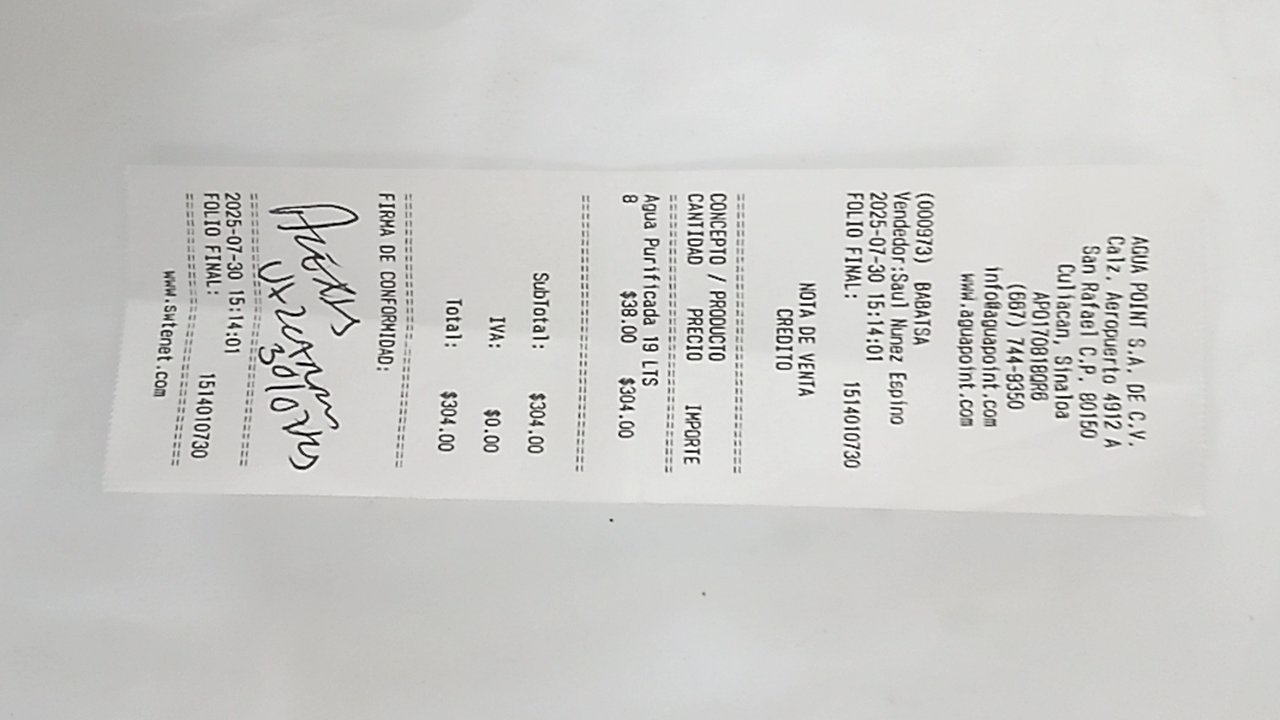 AGUA POINT S.A. DE C.V.
Calz. Aeropuerto 4912 A
San Rafael C.P. 80150
Culiacan, Sinaloa
APO170818QR6
(667) 744-9350
info@aguapoint.com
www.aguapoint.com
(000973) BABATSA
Vendedor:Saul Nunez Espino
2025-07-30 15:14:01
FOLIO FINAL: 1514010730
NOTA DE VENTA
CREDITO
CONCEPTO / PRODUCTO
CANTIDAD PRECIO IMPORTE
Agua Purificada 19 LTS
8 $38.00 $304.00
SubTotal: $304.00
IVA: $0.00
Total: $304.00
FIRMA DE CONFORMIDAD:
2025-07-30 15:14:01
FOLIO FINAL: 1514010730
www.swtenet.com